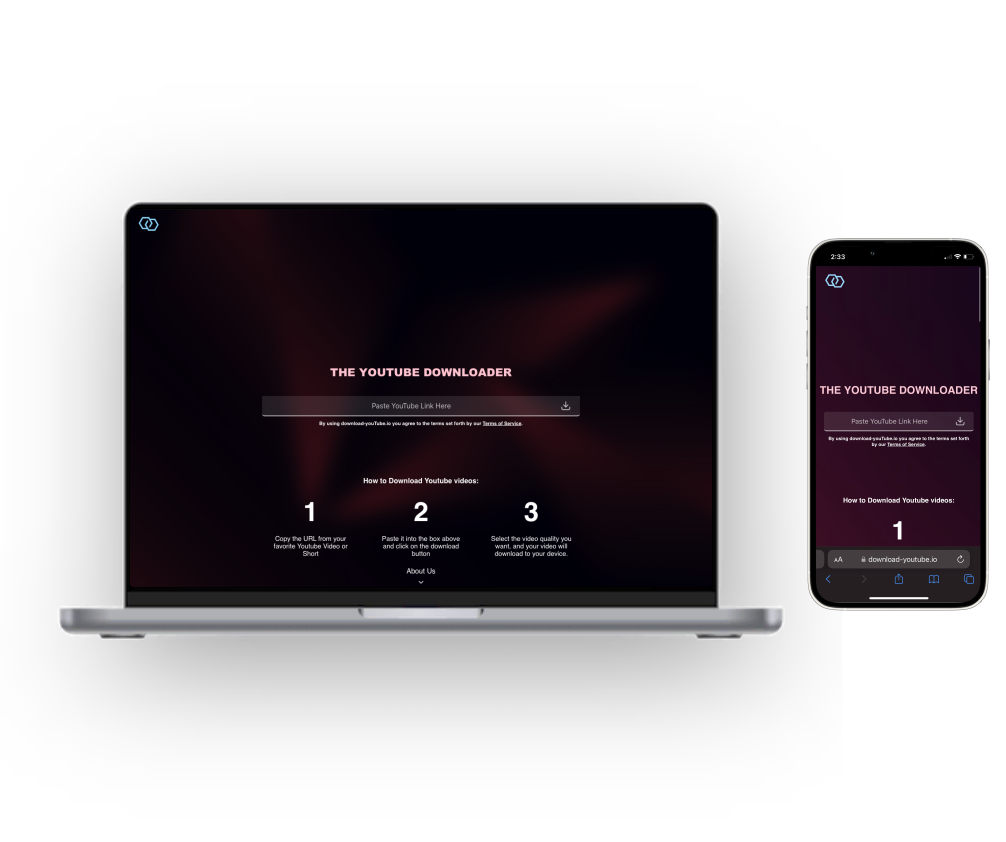 THE YOUTUBE DOWNLOADER
Paste YouTube Link Here
By using download-youTube.io you agree to the terms set forth by our Terms of Service.
How to Download Youtube videos:
1
Copy the URL from your
favorite Youtube Video or
Short
2
Paste it into the box above
and click on the download
button
3
Select the video quality you
want, and your video will
download to your device.
About Us
2:33
THE YOUTUBE DOWNLOADER
Paste YouTube Link Here
By using download-youTube.io you agree to the terms set forth
by our Terms of Service.
How to Download Youtube videos:
1
AA
download-youtube.io